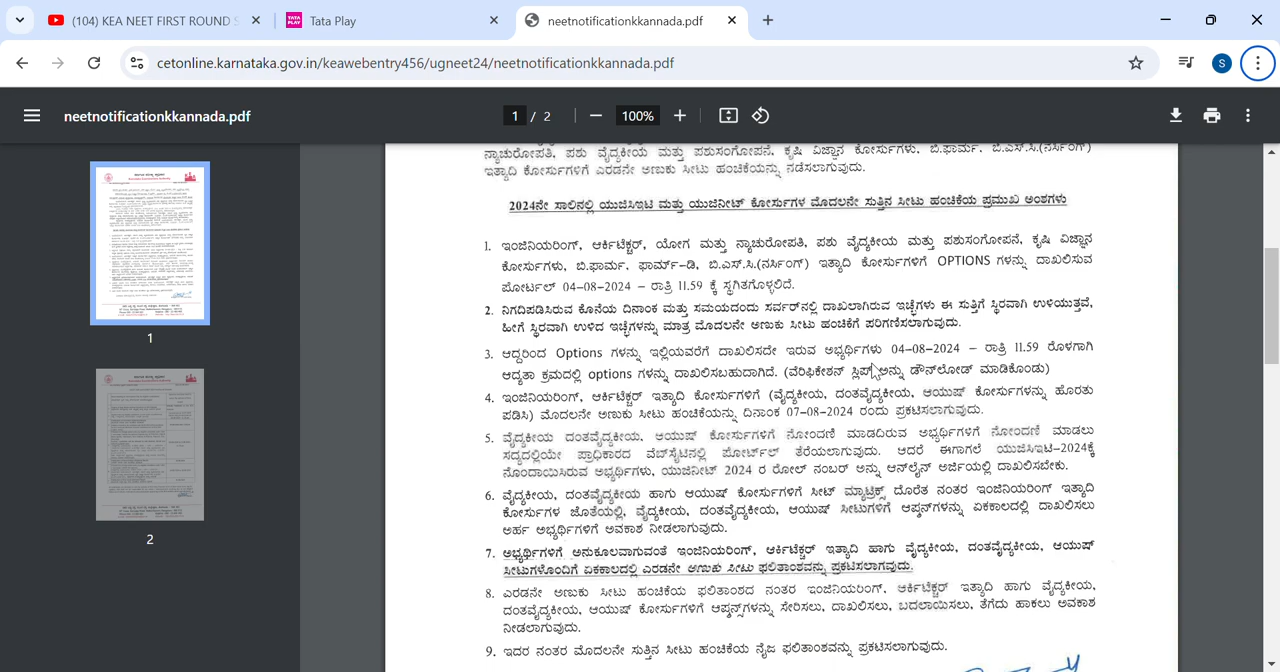 (104) KEA NEET FIRST ROUND S
Tata Play
neetnotificationkkannada.pdf
cetonline.karnataka.gov.in/keawebentry456/ugneet24/neetnotificationkkannada.pdf
S
neetnotificationkkannada.pdf
1 / 2
100%
ನ್ಯಾಚುರೋಪತಿ, ಪಶು ವೈದ್ಯಕೀಯ ಮತ್ತು ಪಶುಸಂಗೋಪನೆ, ಕೃಷಿ ವಿಜ್ಞಾನ ಕೋರ್ಸುಗಳು, ಬಿ.ಫಾರ್ಮ, ಬಿ.ಎಸ್.ಸಿ.(ನರ್ಸಿಂಗ್)
ಇತ್ಯಾದಿ ಕೋರ್ಸುಗಳಿಗೆ ಎರಡನೇ ಅಣುಕು ಸೀಟು ಹಂಚಿಕೆಯನ್ನು ನಡೆಸಲಾಗುವುದು.
2024ನೇ ಸಾಲಿನಲ್ಲಿ ಯುಜಿಸಿಇಟಿ ಮತ್ತು ಯುಜಿನೀಟ್ ಕೋರ್ಸುಗಳ ಮೊದಲನೇ ಸುತ್ತಿನ ಸೀಟು ಹಂಚಿಕೆಯ ಪ್ರಮುಖ ಅಂಶಗಳು
1. ಇಂಜಿನಿಯರಿಂಗ್, ಆರ್ಕಿಟೆಕ್ಚರ್, ಯೋಗ ಮತ್ತು ನ್ಯಾಚುರೋಪತಿ, ಪಶು ವೈದ್ಯಕೀಯ ಮತ್ತು ಪಶುಸಂಗೋಪನೆ, ಕೃಷಿ ವಿಜ್ಞಾನ
ಕೋರ್ಸುಗಳು, ಬಿ.ಫಾರ್ಮ, ಫಾರ್ಮ್-ಡಿ, ಬಿ.ಎಸ್.ಸಿ.(ನರ್ಸಿಂಗ್) ಇತ್ಯಾದಿ ಕೋರ್ಸುಗಳಿಗೆ OPTIONS ಗಳನ್ನು ದಾಖಲಿಸುವ
ಪೋರ್ಟಲ್ 04-08-2024 – ರಾತ್ರಿ 11.59 ಕ್ಕೆ ಸ್ಥಗಿತಗೊಳ್ಳಲಿದೆ.
2. ನಿಗದಿಪಡಿಸಿರುವ ಕೊನೆಯ ದಿನಾಂಕ ಮತ್ತು ಸಮಯದಂದು ಸರ್ವರ್‌ನಲ್ಲಿ ದಾಖಲಾಗಿರುವ ಇಚ್ಛೆಗಳು ಈ ಸುತ್ತಿಗೆ ಸ್ಥಿರವಾಗಿ ಉಳಿಯುತ್ತವೆ,
ಹೀಗೆ ಸ್ಥಿರವಾಗಿ ಉಳಿದ ಇಚ್ಛೆಗಳನ್ನು ಮಾತ್ರ ಮೊದಲನೇ ಅಣುಕು ಸೀಟು ಹಂಚಿಕೆಗೆ ಪರಿಗಣಿಸಲಾಗುವುದು.
3. ಆದ್ದರಿಂದ Options ಗಳನ್ನು ಇಲ್ಲಿಯವರೆಗೆ ದಾಖಲಿಸದೇ ಇರುವ ಅಭ್ಯರ್ಥಿಗಳು 04-08-2024 – ರಾತ್ರಿ 11.59 ರೊಳಗಾಗಿ
ಆದ್ಯತಾ ಕ್ರಮದಲ್ಲಿ options ಗಳನ್ನು ದಾಖಲಿಸಬಹುದಾಗಿದೆ. (ವೆರಿಫಿಕೇಶನ್ ಸ್ಲಿಪ್ ಅನ್ನು ಡೌನ್‌ಲೋಡ್ ಮಾಡಿಕೊಂಡು)
4. ಇಂಜಿನಿಯರಿಂಗ್, ಆರ್ಕಿಟೆಕ್ಚರ್ ಇತ್ಯಾದಿ ಕೋರ್ಸುಗಳಿಗೆ (ವೈದ್ಯಕೀಯ, ದಂತವೈದ್ಯಕೀಯ, ಆಯುಷ್ ಕೋರ್ಸುಗಳನ್ನು ಹೊರತು
ಪಡಿಸಿ) ಮೊದಲನೇ ಅಣುಕು ಸೀಟು ಹಂಚಿಕೆಯನ್ನು ದಿನಾಂಕ 07-08-2024 ರಂದು ಪ್ರಕಟಿಸಲಾಗುವುದು.
5. ವೈದ್ಯಕೀಯ, ದಂತವೈದ್ಯಕೀಯ, ಆಯುಷ್ ಕೋರ್ಸುಗಳಿಗೆ ನೋಂದಣಿ ಮಾಡದಿರುವ ಅಭ್ಯರ್ಥಿಗಳಿಗೆ ನೋಂದಣಿ ಮಾಡಲು
ಸದ್ಯದಲ್ಲಿಯೇ ಪ್ರಾಧಿಕಾರದ ವೆಬ್‌ಸೈಟಿನಲ್ಲಿ ಪೋರ್ಟಲ್ ತೆರೆಯಲಾಗುವುದು. ಆದರೆ ಈಗಾಗಲೆ ಯುಜಿಸಿಇಟಿ-2024ಕ್ಕೆ
ನೊಂದಾಯಿಸಿರುವ ಅಭ್ಯರ್ಥಿಗಳು, ಯುಜಿನೀಟ್ 2024 ರ ರೋಲ್ ನಂಬರ್ ಅನ್ನು ಆನ್‌ಲೈನ್ ಅರ್ಜಿಯಲ್ಲಿ ದಾಖಲಿಸಬೇಕು.
6. ವೈದ್ಯಕೀಯ, ದಂತವೈದ್ಯಕೀಯ ಹಾಗು ಆಯುಷ್ ಕೋರ್ಸುಗಳಿಗೆ ಸೀಟ್ ಮ್ಯಾಟ್ರಿಕ್ಸ್ ದೊರೆತ ನಂತರ ಇಂಜಿನಿಯರಿಂಗ್ ಇತ್ಯಾದಿ
ಕೋರ್ಸುಗಳ ಜೊತೆಯಲ್ಲಿ, ವೈದ್ಯಕೀಯ, ದಂತವೈದ್ಯಕೀಯ, ಆಯುಷ್ ಸೀಟುಗಳಿಗೆ ಆಪ್ಶನ್‌ಗಳನ್ನು ಏಕಕಾಲದಲ್ಲಿ ದಾಖಲಿಸಲು
ಅರ್ಹ ಅಭ್ಯರ್ಥಿಗಳಿಗೆ ಅವಕಾಶ ನೀಡಲಾಗುವುದು.
7. ಅಭ್ಯರ್ಥಿಗಳಿಗೆ ಅನುಕೂಲವಾಗುವಂತೆ ಇಂಜಿನಿಯರಿಂಗ್, ಆರ್ಕಿಟೆಕ್ಚರ್ ಇತ್ಯಾದಿ ಹಾಗು ವೈದ್ಯಕೀಯ, ದಂತವೈದ್ಯಕೀಯ, ಆಯುಷ್
ಸೀಟುಗಳೊಂದಿಗೆ ಏಕಕಾಲದಲ್ಲಿ ಎರಡನೇ ಅಣುಕು ಸೀಟು ಫಲಿತಾಂಶವನ್ನು ಪ್ರಕಟಿಸಲಾಗವುದು.
8. ಎರಡನೇ ಅಣುಕು ಸೀಟು ಹಂಚಿಕೆಯ ಫಲಿತಾಂಶದ ನಂತರ ಇಂಜಿನಿಯರಿಂಗ್, ಆರ್ಕಿಟೆಕ್ಚರ್ ಇತ್ಯಾದಿ ಹಾಗು ವೈದ್ಯಕೀಯ,
ದಂತವೈದ್ಯಕೀಯ, ಆಯುಷ್ ಕೋರ್ಸುಗಳಿಗೆ ಆಪ್ಶನ್ಸ್‌ಗಳನ್ನು ಸೇರಿಸಲು, ದಾಖಲಿಸಲು, ಬದಲಾಯಿಸಲು, ತೆಗೆದು ಹಾಕಲು ಅವಕಾಶ
ನೀಡಲಾಗುವುದು.
9. ಇದರ ನಂತರ ಮೊದಲನೇ ಸುತ್ತಿನ ಸೀಟು ಹಂಚಿಕೆಯ ನೈಜ ಫಲಿತಾಂಶವನ್ನು ಪ್ರಕಟಿಸಲಾಗುವುದು.
1
2